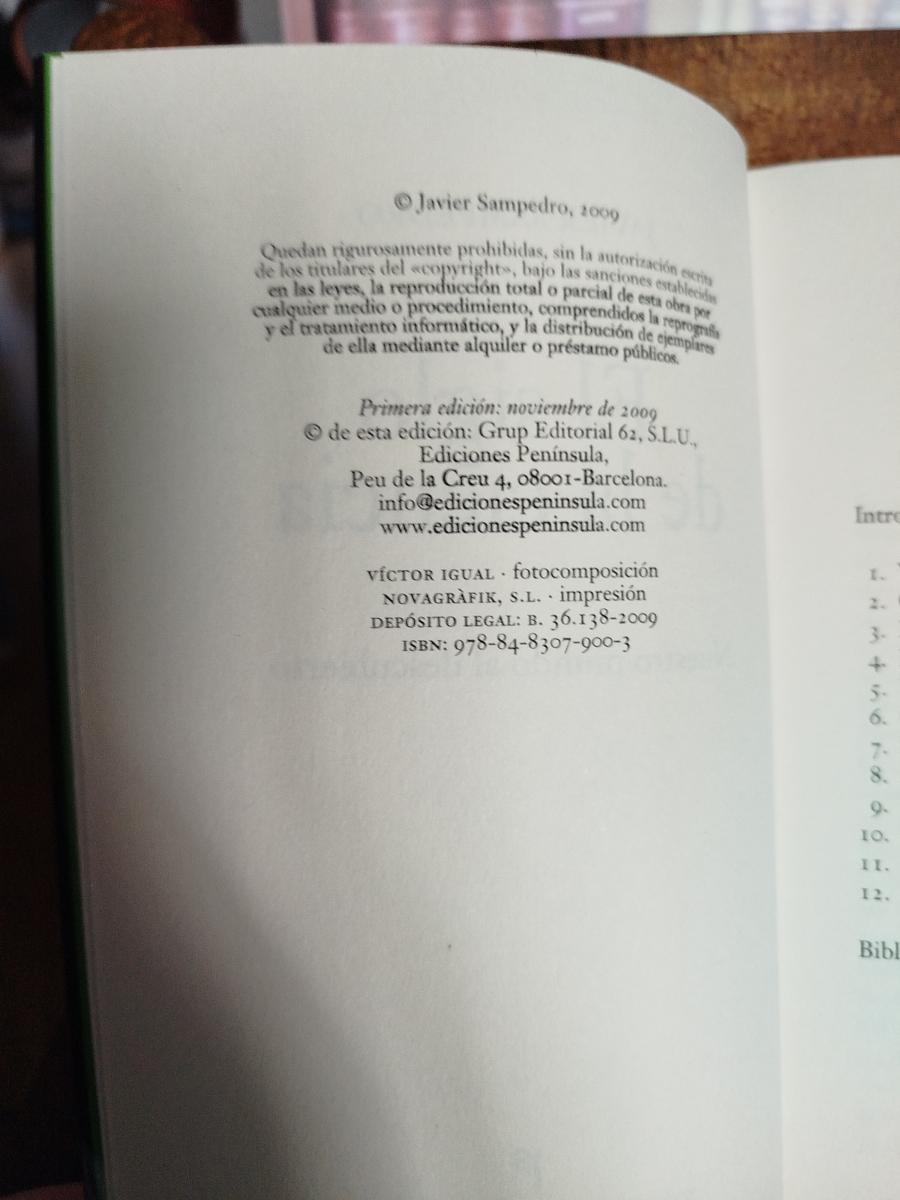 © Javier Sampedro, 2009
Quedan rigurosamente prohibidas, sin la autorización escrita
de los titulares del «copyright», bajo las sanciones establecidas
en las leyes, la reproducción total o parcial de esta obra por
cualquier medio o procedimiento, comprendidos la reprografía
y el tratamiento informático, y la distribución de ejemplares
de ella mediante alquiler o préstamo públicos.
Primera edición: noviembre de 2009
© de esta edición: Grup Editorial 62, S.L.U.,
Ediciones Península,
Peu de la Creu 4, 08001-Barcelona.
info@edicionespeninsula.com
www.edicionespeninsula.com
VÍCTOR IGUAL · fotocomposición
NOVAGRÀFIK, S.L. · impresión
DEPÓSITO LEGAL: B. 36.138-2009
ISBN: 978-84-8307-900-3
Intro
1.
2.
3.
4.
5.
6.
7.
8.
9.
10.
11.
12.
Bibl